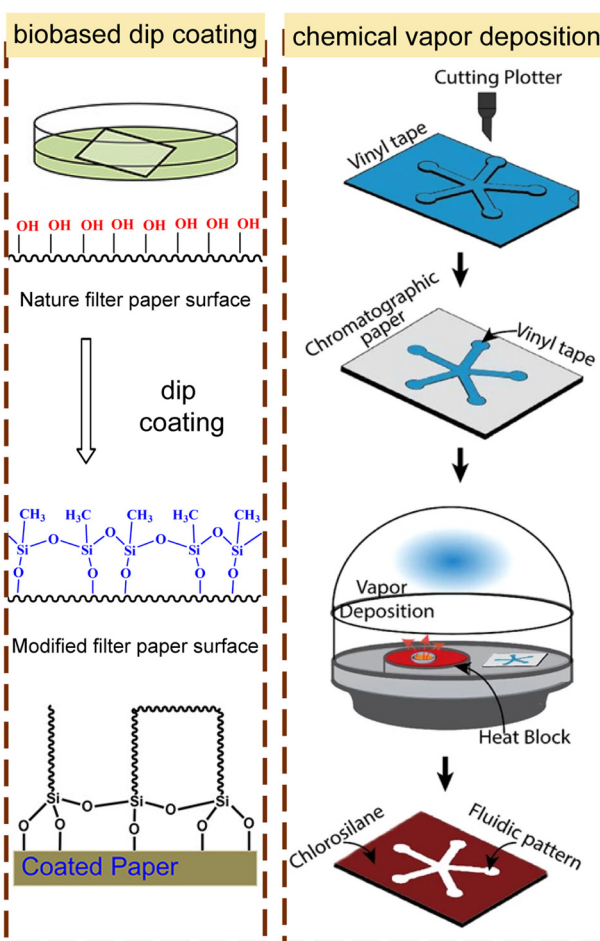 biobased dip coating
OH OH OH OH OH OH OH OH
Nature filter paper surface
dip
coating
CH3 H3C CH3 H3C CH3
O O O O
Si Si Si Si Si
O O O O O
Modified filter paper surface
Si O Si O Si
O O O O O
Coated Paper
chemical vapor deposition
Cutting Plotter
Vinyl tape
Chromatographic
paper
Vinyl tape
Vapor
Deposition
Heat Block
Chlorosilane
Fluidic
pattern